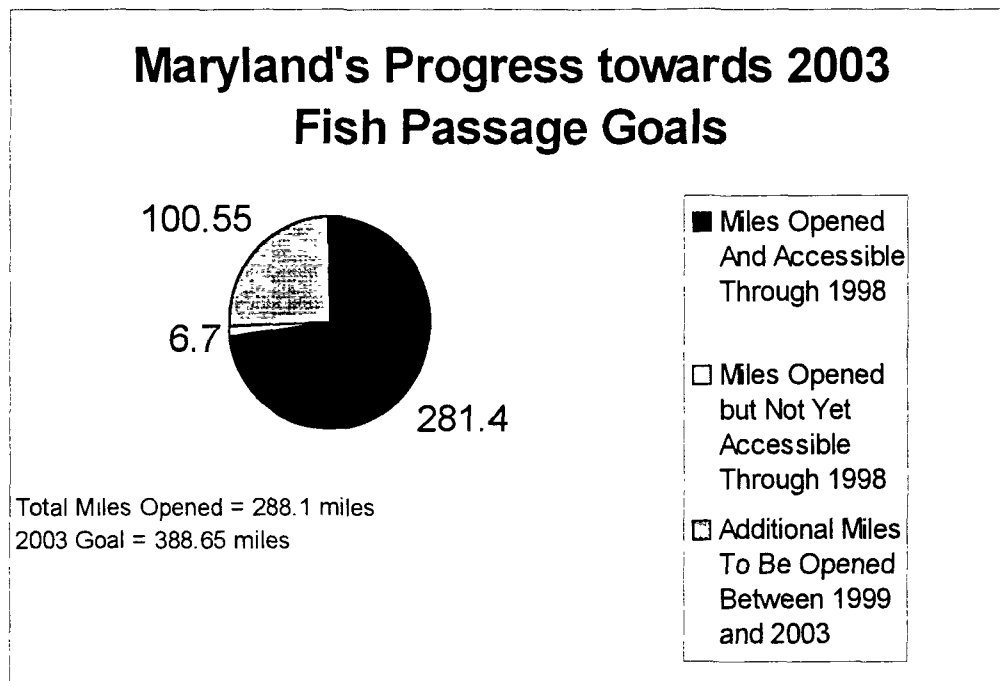 Maryland's Progress towards 2003
Fish Passage Goals
100.55
6.7
281.4
Total Miles Opened = 288.1 miles
2003 Goal = 388.65 miles
Miles Opened
And Accessible
Through 1998
Miles Opened
but Not Yet
Accessible
Through 1998
Additional Miles
To Be Opened
Between 1999
and 2003